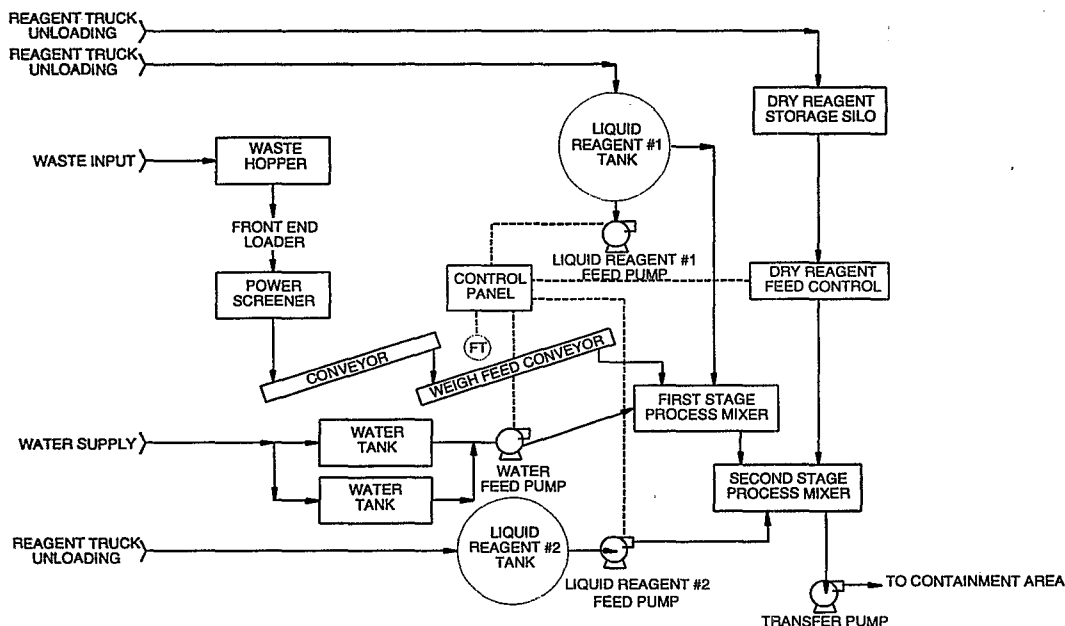 REAGENT TRUCK
UNLOADING
REAGENT TRUCK
UNLOADING
DRY REAGENT
STORAGE SILO
LIQUID
REAGENT #1
TANK
WASTE INPUT
WASTE
HOPPER
FRONT END
LOADER
LIQUID REAGENT #1
FEED PUMP
CONTROL
PANEL
DRY REAGENT
FEED CONTROL
POWER
SCREENER
FT
CONVEYOR
WEIGH FEED CONVEYOR
FIRST STAGE
PROCESS MIXER
WATER SUPPLY
WATER
TANK
WATER
FEED PUMP
WATER
TANK
SECOND STAGE
PROCESS MIXER
REAGENT TRUCK
UNLOADING
LIQUID
REAGENT #2
TANK
LIQUID REAGENT #2
FEED PUMP
TO CONTAINMENT AREA
TRANSFER PUMP